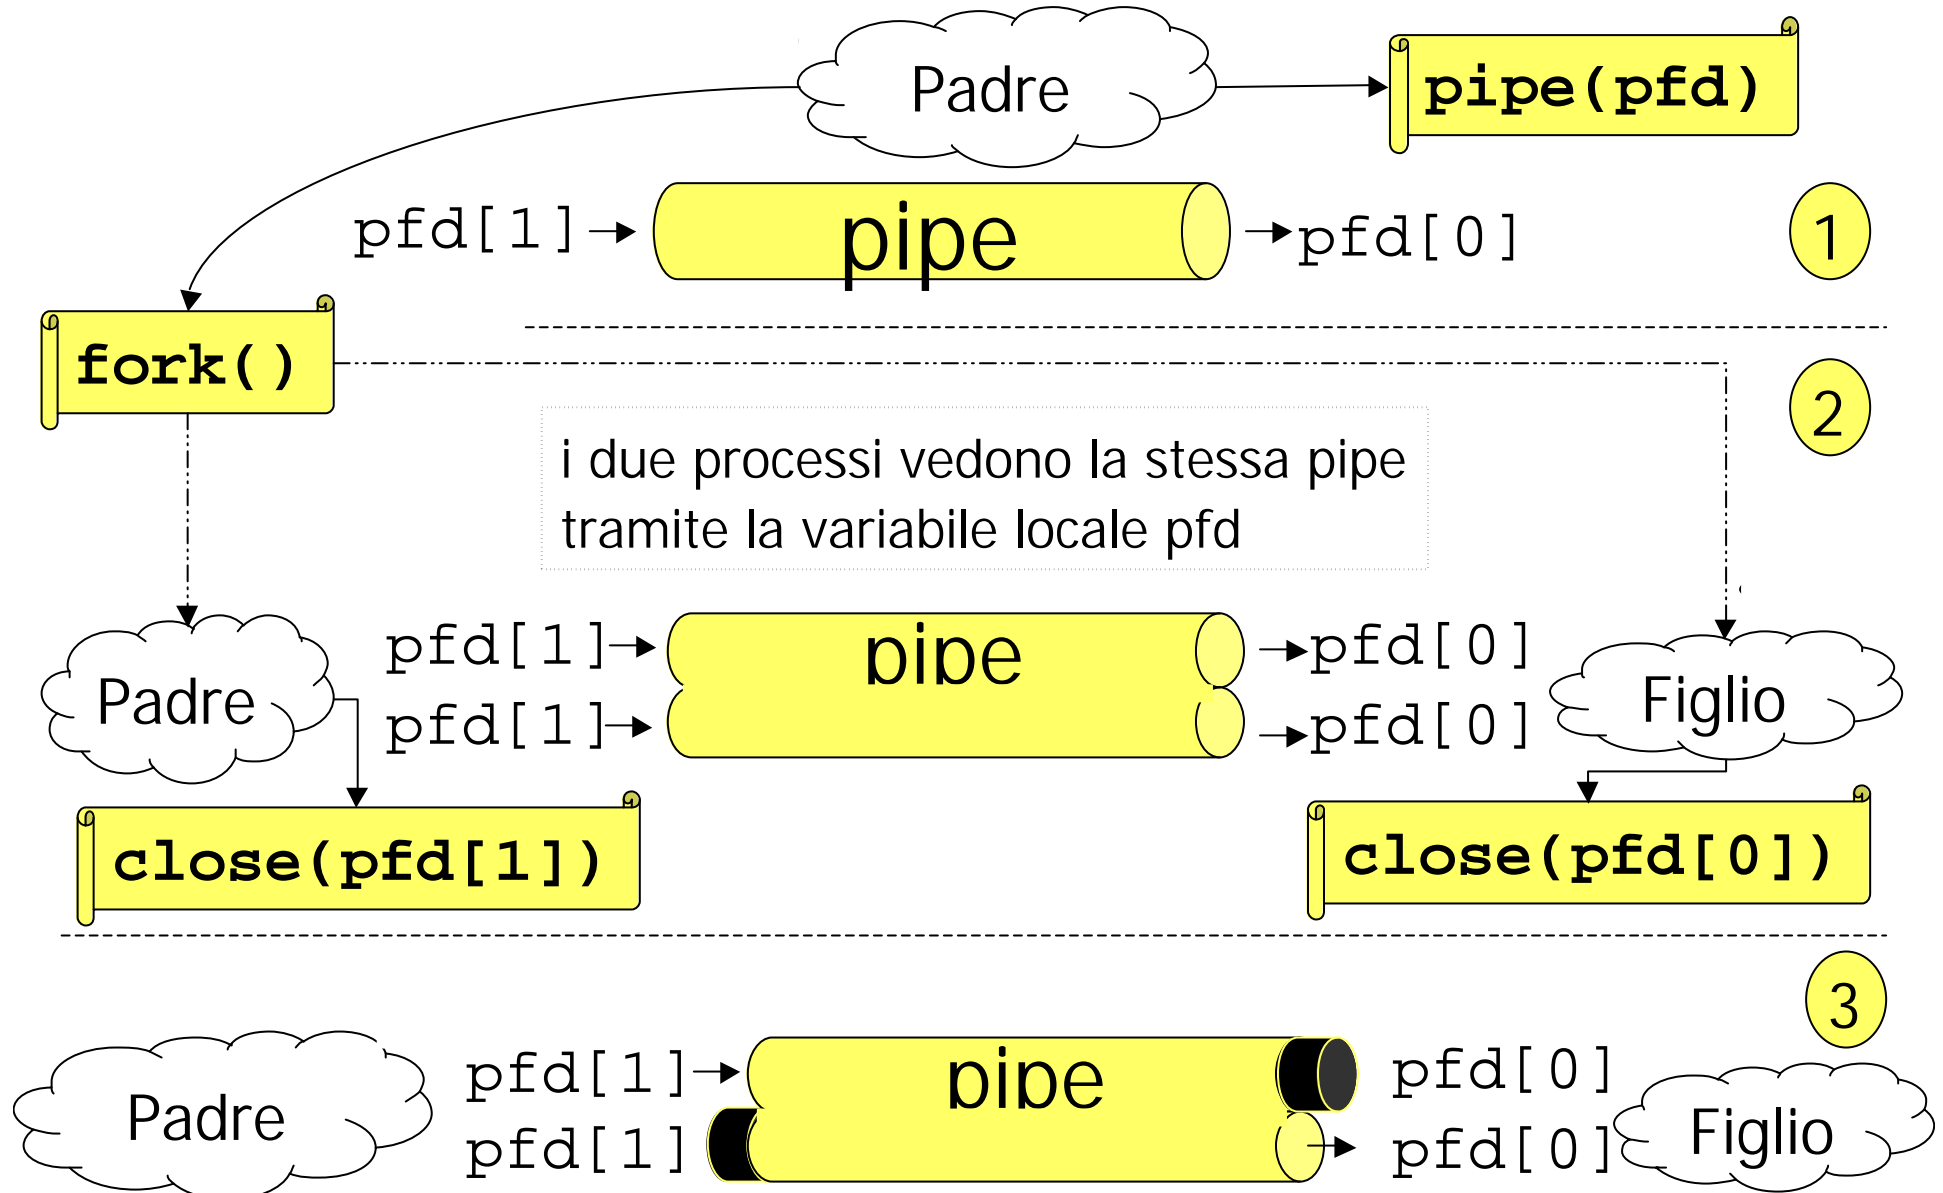 Padre
pipe(pfd)
pfd[1]
pipe
pfd[0]
1
fork()
2
i due processi vedono la stessa pipe
tramite la variabile locale pfd
pfd[1]
pipe
pfd[0]
Padre
Figlio
pfd[1]
pfd[0]
close(pfd[1])
close(pfd[0])
3
pfd[1]
pipe
pfd[0]
Padre
Figlio
pfd[1]
pfd[0]